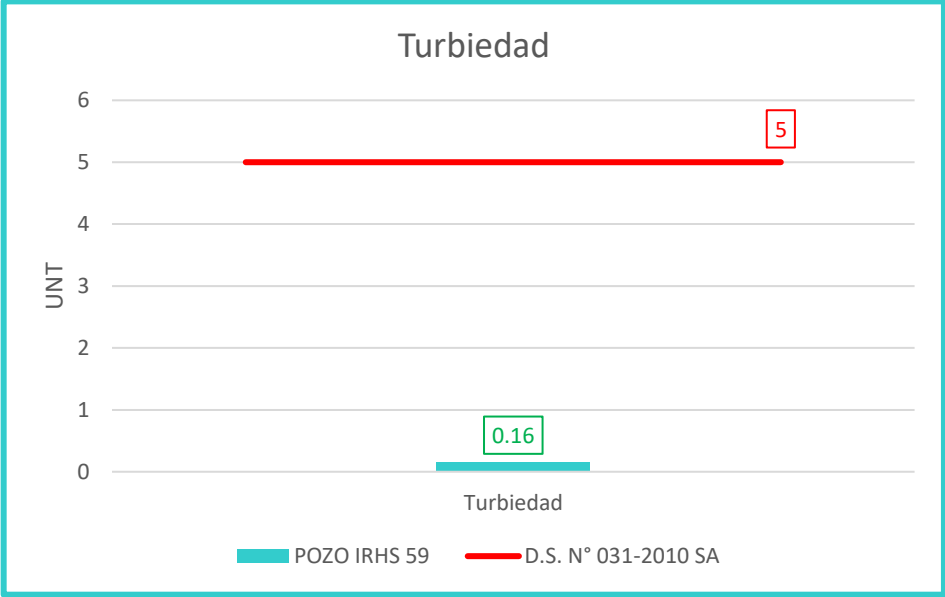 Turbiedad
6
5
5
4
UNT
3
2
1
0.16
0
Turbiedad
POZO IRHS 59
D.S. N° 031-2010 SA